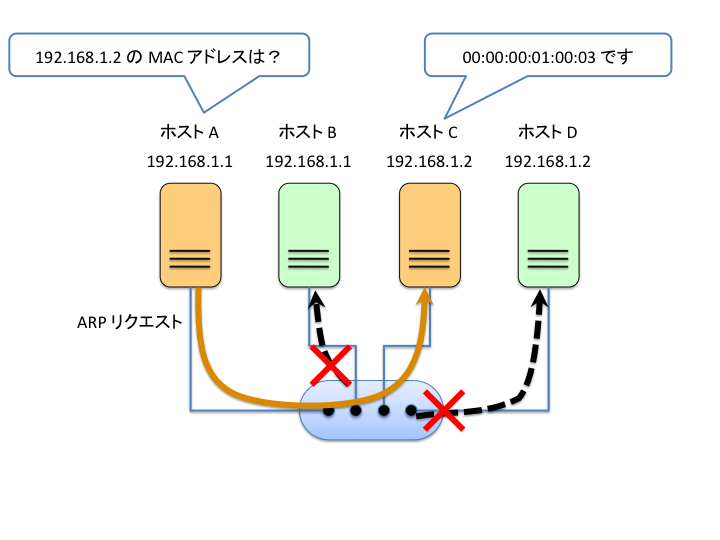 192.168.1.2 の MAC アドレスは？
00:00:00:01:00:03 です
ホスト A
192.168.1.1
ホスト B
192.168.1.1
ホスト C
192.168.1.2
ホスト D
192.168.1.2
ARP リクエスト